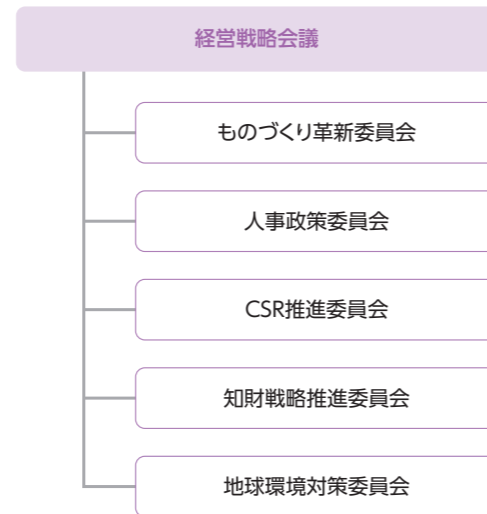 経営戦略会議
ものづくり革新委員会
人事政策委員会
CSR推進委員会
知財戦略推進委員会
地球環境対策委員会